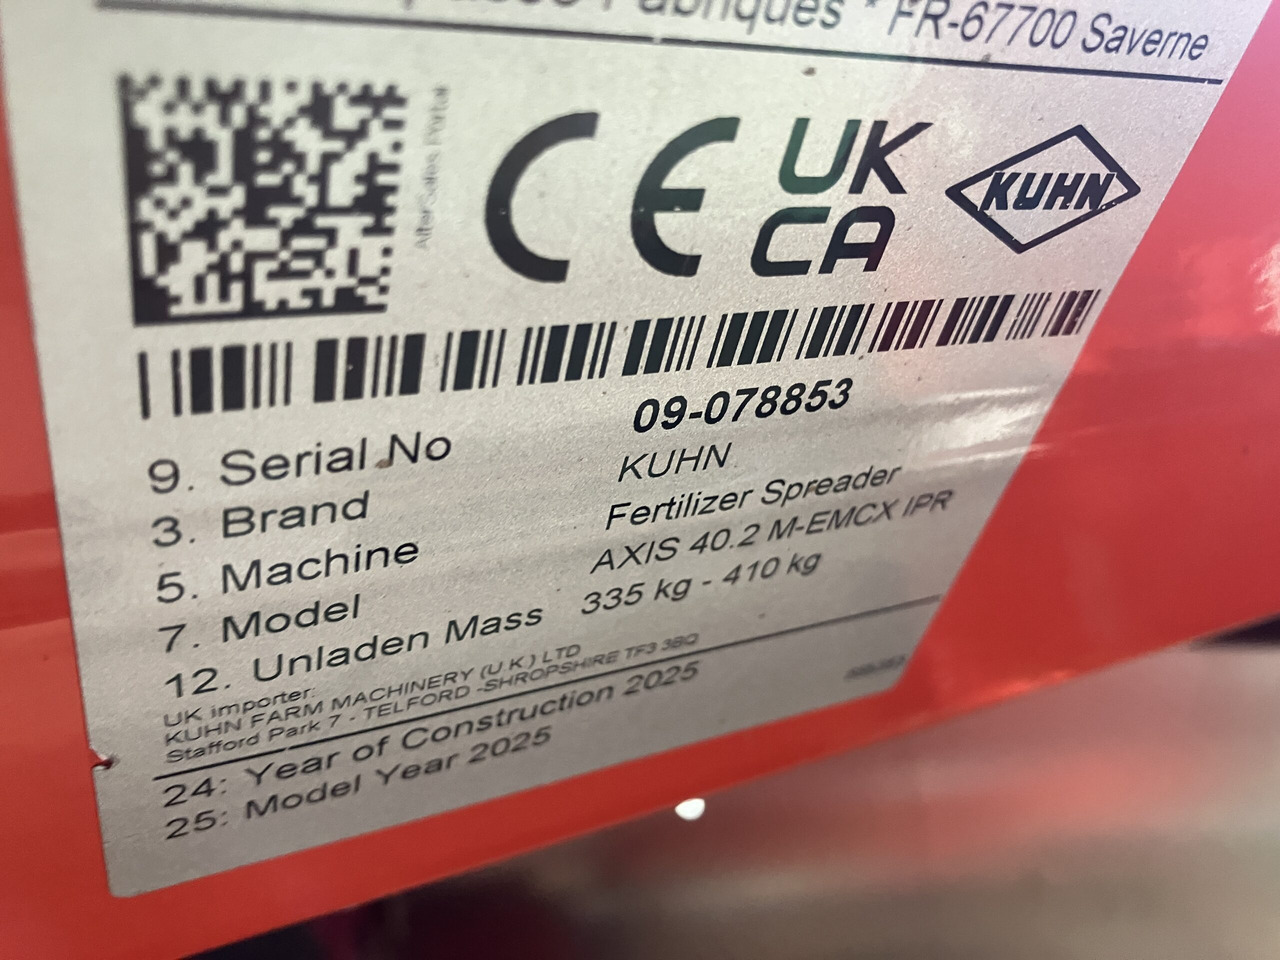 Fabriques * FR-67700 Saverne
AfterSales Portal
CE
UK
CA
KUHN
9. Serial No 09-078853
3. Brand KUHN
5. Machine Fertilizer Spreader
7. Model AXIS 40.2 M-EMCX IPR
12. Unladen Mass 335 kg - 410 kg
UK importer:
KUHN FARM MACHINERY (U.K.) LTD
Stafford Park 7 - TELFORD -SHROPSHIRE TF3 3BQ
24: Year of Construction 2025
25: Model Year 2025